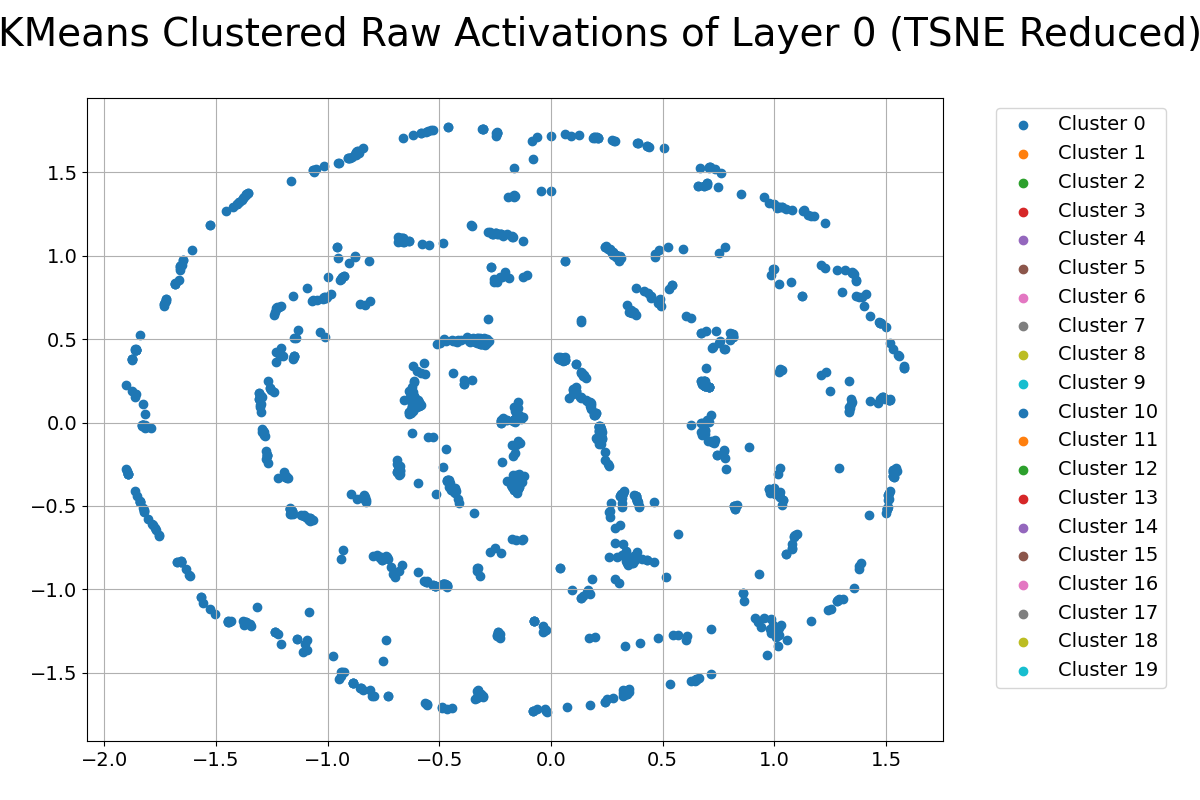 KMeans Clustered Raw Activations of Layer 0 (TSNE Reduced)
1.5
1.0
0.5
0.0
−0.5
−1.0
−1.5
−2.0 −1.5 −1.0 −0.5 0.0 0.5 1.0 1.5
Cluster 0
Cluster 1
Cluster 2
Cluster 3
Cluster 4
Cluster 5
Cluster 6
Cluster 7
Cluster 8
Cluster 9
Cluster 10
Cluster 11
Cluster 12
Cluster 13
Cluster 14
Cluster 15
Cluster 16
Cluster 17
Cluster 18
Cluster 19